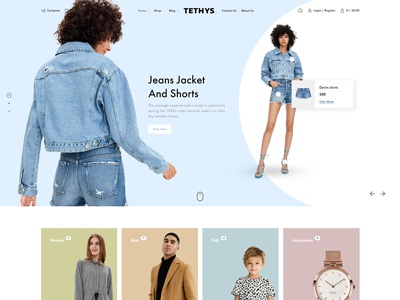 Compare
Home
Shop
Blog
TETHYS.
Contact Us
About Us
Login / Register
0 / $0.00
Jeans Jacket
And Shorts
The passage experienced a surge in popularity
during the 1960s when letraset used it on their
dry-transfer sheets.
Shop Now
Denim shorts
$80
View More
Women
Man
Kids
Accessories